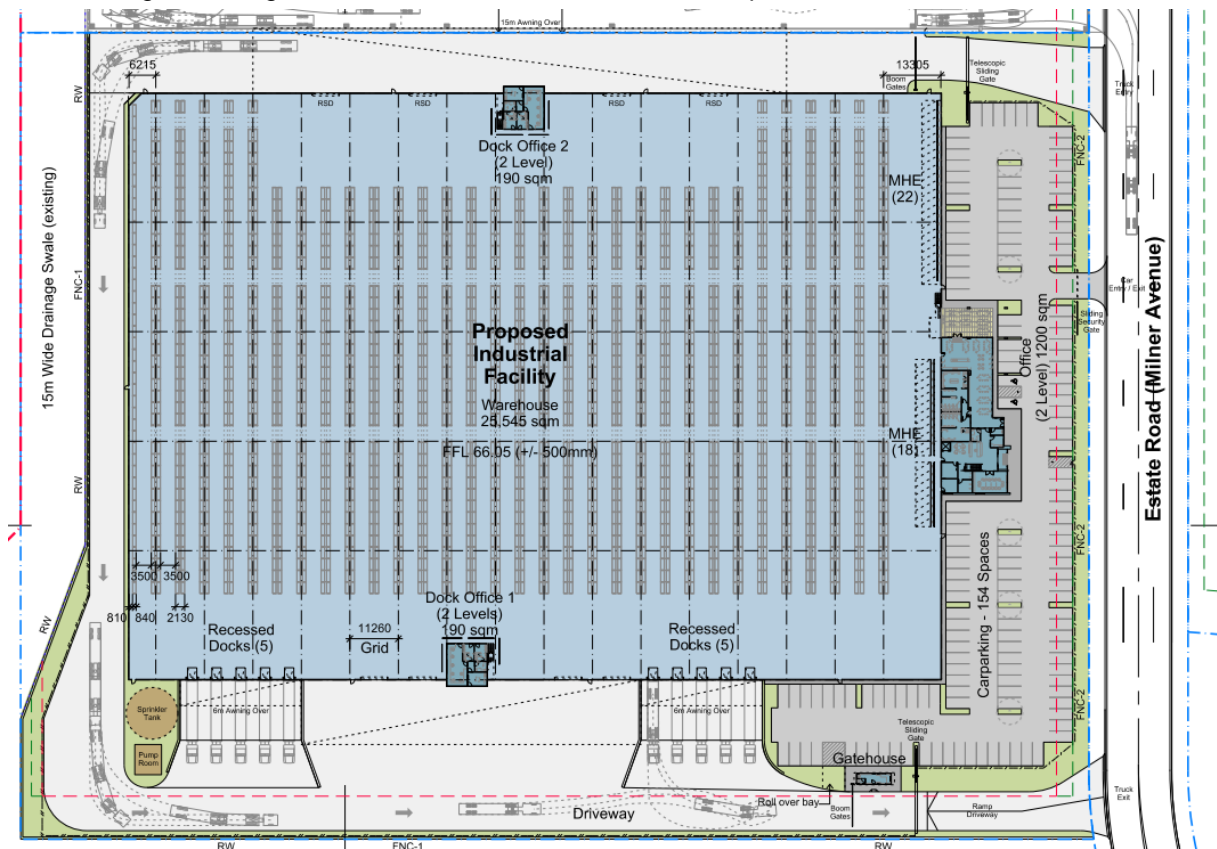 15m Awning Over
6215
13305
Boom
Gates
Telescopic
Sliding
Gate
Truck
Entry
RW
RSD
RSD
RSD
RSD
Dock Office 2
(2 Level)
190 sqm
MHE
(22)
FNC-2
15m Wide Drainage Swale (existing)
FNC-1
Car
Entry / Exit
Sliding
Security
Gate
Proposed
Industrial
Facility
Warehouse
25,545 sqm
FFL 66.05 (+/- 500mm)
MHE
(18)
Office
(2 Level) 1200 sqm
Estate Road (Milner Avenue)
RW
FNC-2
3500
3500
810
840
2130
Dock Office 1
(2 Levels)
190 sqm
Recessed
Docks (5)
11260
Grid
Recessed
Docks (5)
Carparking - 154 Spaces
RW
FNC-2
Sprinkler
Tank
6m Awning Over
6m Awning Over
Telescopic
Sliding
Gate
Pump
Room
Gatehouse
Roll over bay
Boom
Gates
Ramp
Driveway
Truck
Exit
Driveway
RW
FNC-1
RW